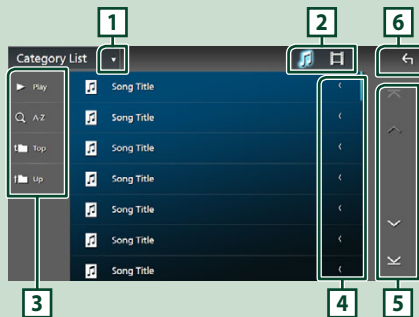 1
2
6
Category List
Play
Song Title
A-Z
Song Title
Top
Song Title
Up
Song Title
Song Title
Song Title
Song Title
3
4
5